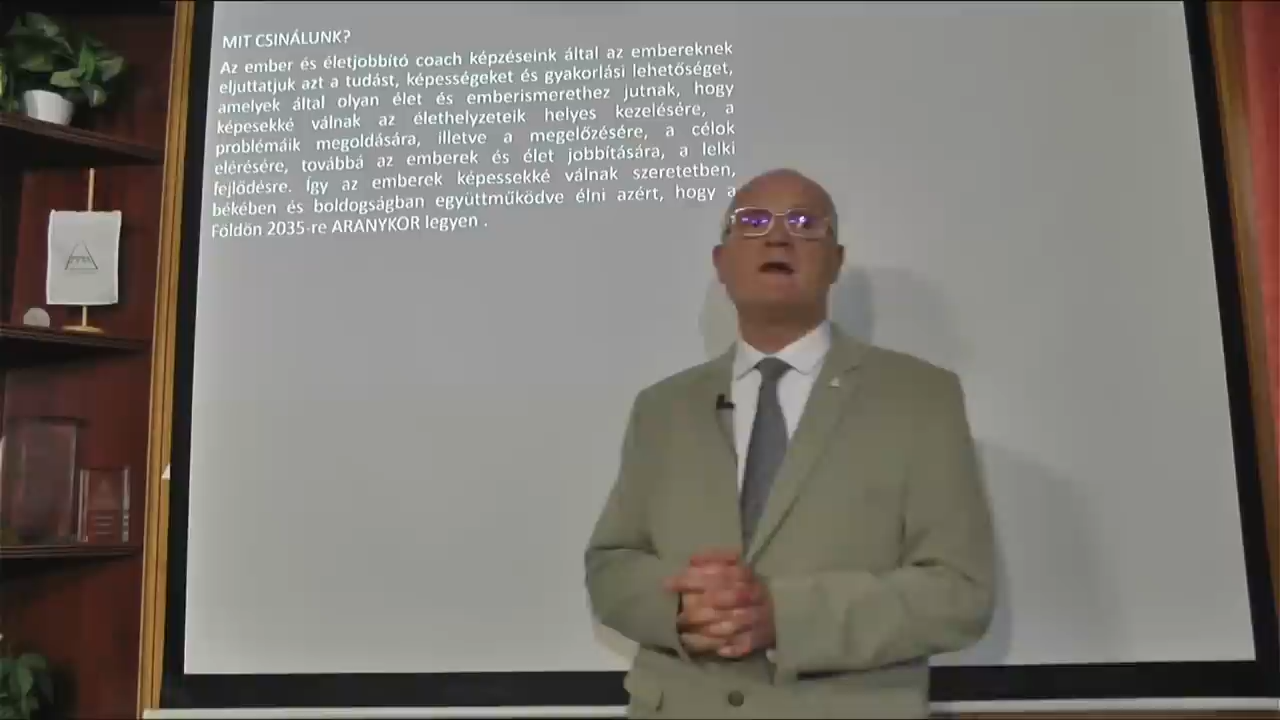 MIT CSINÁLUNK?
Az ember és életjobbító coach képzéseink által az embereknek
eljuttatjuk azt a tudást, képességeket és gyakorlási lehetőséget,
amelyek által olyan élet és emberismerethez jutnak, hogy
képesekké válnak az élethelyzeteik helyes kezelésére, a
problémáik megoldására, illetve a megelőzésére, a célok
elérésére, továbbá az emberek és élet jobbítására, a lelki
fejlődésre. Így az emberek képessekké válnak szeretetben,
békében és boldogságban együttműködve élni azért, hogy a
Földön 2035-re ARANYKOR legyen .